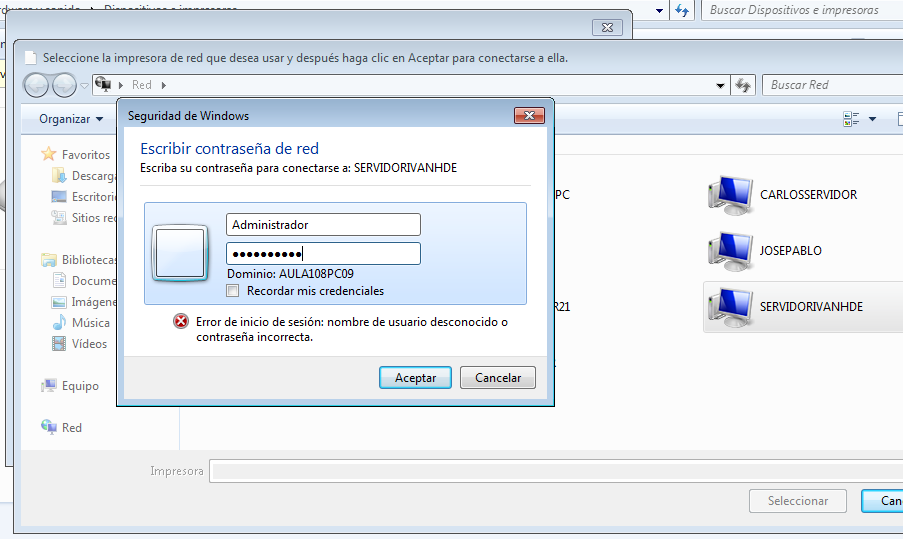 Dispositivos e impresoras
Buscar Dispositivos e impresoras
Seleccione la impresora de red que desea usar y después haga clic en Aceptar para conectarse a ella.
Red
Buscar Red
Organizar
Seguridad de Windows
Escribir contraseña de red
Escriba su contraseña para conectarse a: SERVIDORIVANHDE
Administrador
●●●●●●●●●●
Dominio: AULA108PC09
Recordar mis credenciales
Error de inicio de sesión: nombre de usuario desconocido o
contraseña incorrecta.
Aceptar
Cancelar
Favoritos
Descarga
Escritorio
Sitios rec
Bibliotecas
Docume
Imágene
Música
Vídeos
Equipo
Red
PC
R21
CARLOSSERVIDOR
JOSEPABLO
SERVIDORIVANHDE
Impresora
Seleccionar
Can